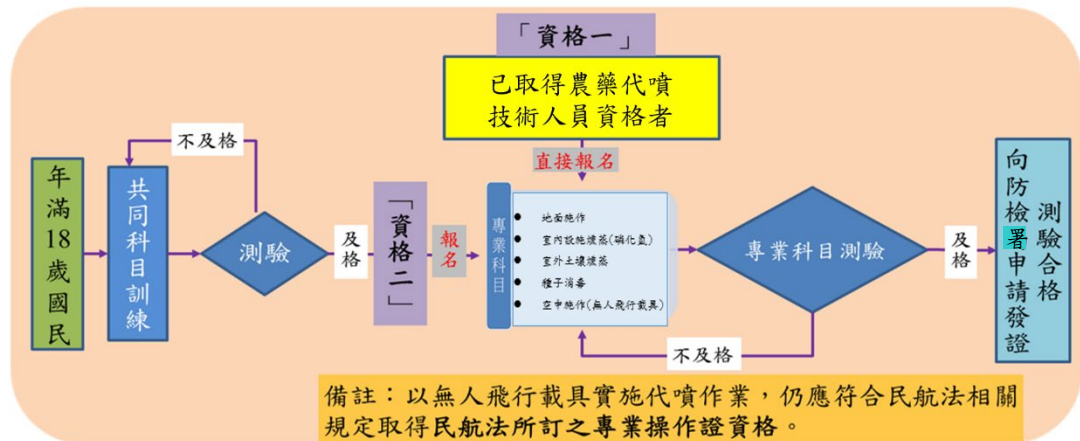 「資格一」
已取得農藥代噴
技術人員資格者
直接報名
年滿18歲國民
共同科目訓練
不及格
測驗
及格
「資格二」
報名
專業科目
● 地面施作
● 室內設施燻蒸(磷化氫)
● 室外土壤燻蒸
● 種子消毒
● 空中施作(無人飛行載具)
專業科目測驗
不及格
及格
測驗合格
向防檢署申請發證
備註：以無人飛行載具實施代噴作業，仍應符合民航法相關
規定取得民航法所訂之專業操作證資格。